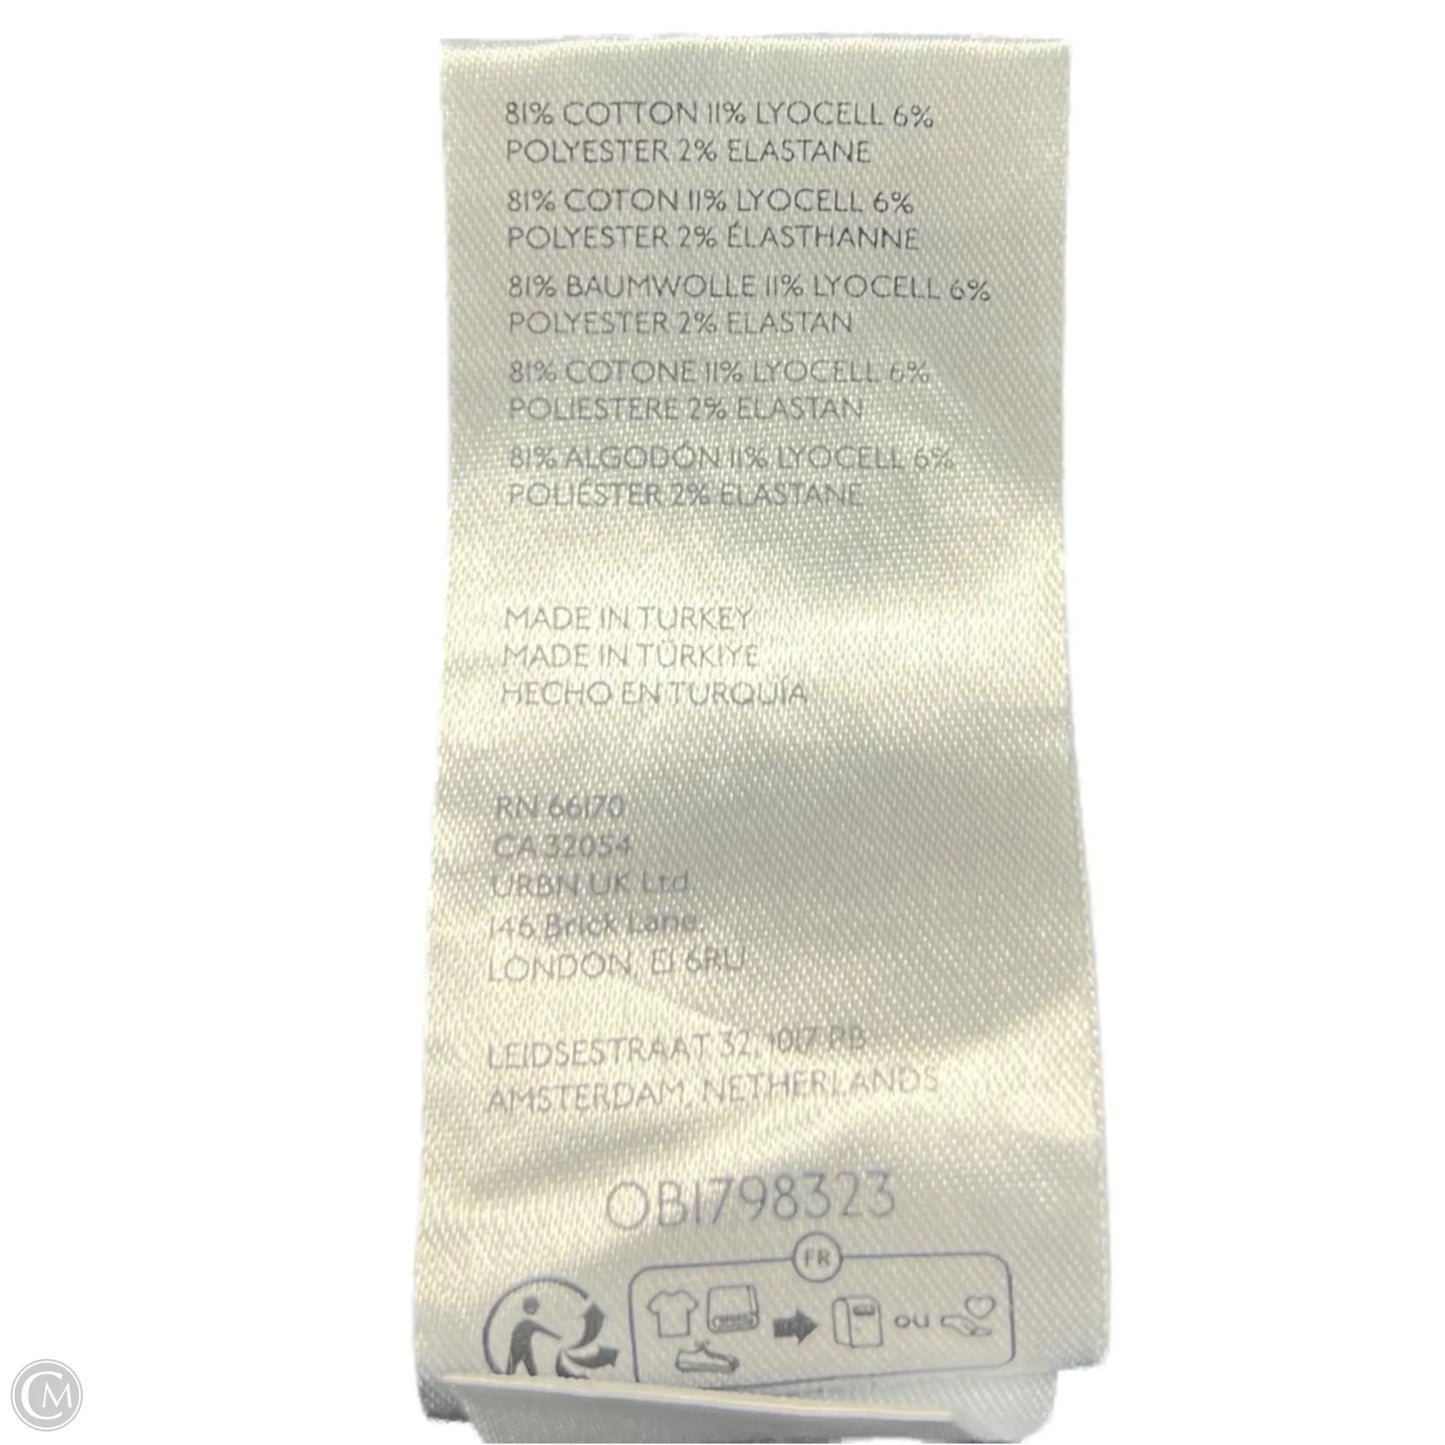 81% COTTON 11% LYOCELL 6%
POLYESTER 2% ELASTANE
81% COTON 11% LYOCELL 6%
POLYESTER 2% ÉLASTHANNE
81% BAUMWOLLE 11% LYOCELL 6%
POLYESTER 2% ELASTAN
81% COTONE 11% LYOCELL 6%
POLIESTERE 2% ELASTAN
81% ALGODÓN 11% LYOCELL 6%
POLIÉSTER 2% ELASTANE
MADE IN TURKEY
MADE IN TÜRKIYE
HECHO EN TURQUÍA
RN 66170
CA 32054
URBN UK Ltd.
146 Brick Lane,
LONDON, E1 6RU
LEIDSESTRAAT 32, 1017 PB
AMSTERDAM, NETHERLANDS
OB1798323
FR
ou
CM